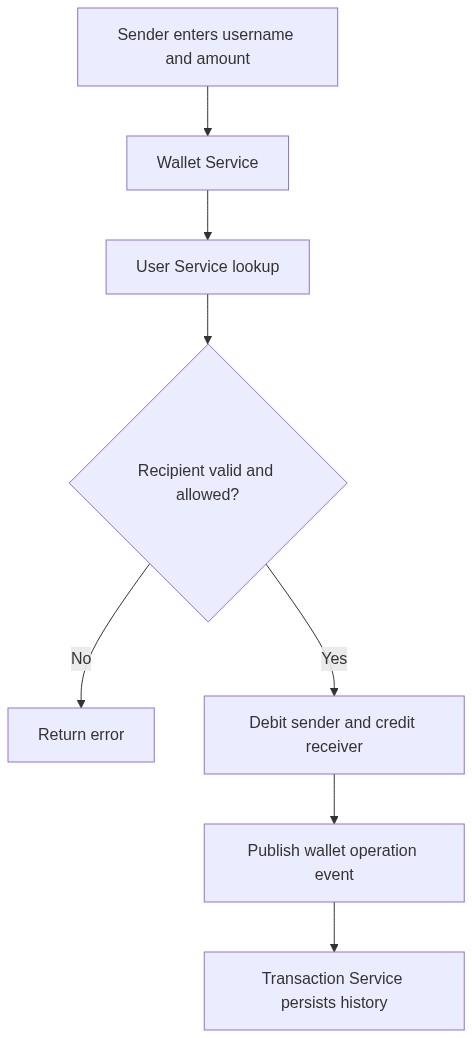 Sender enters username
and amount
Wallet Service
User Service lookup
Recipient valid and
allowed?
No
Yes
Return error
Debit sender and credit
receiver
Publish wallet operation
event
Transaction Service
persists history